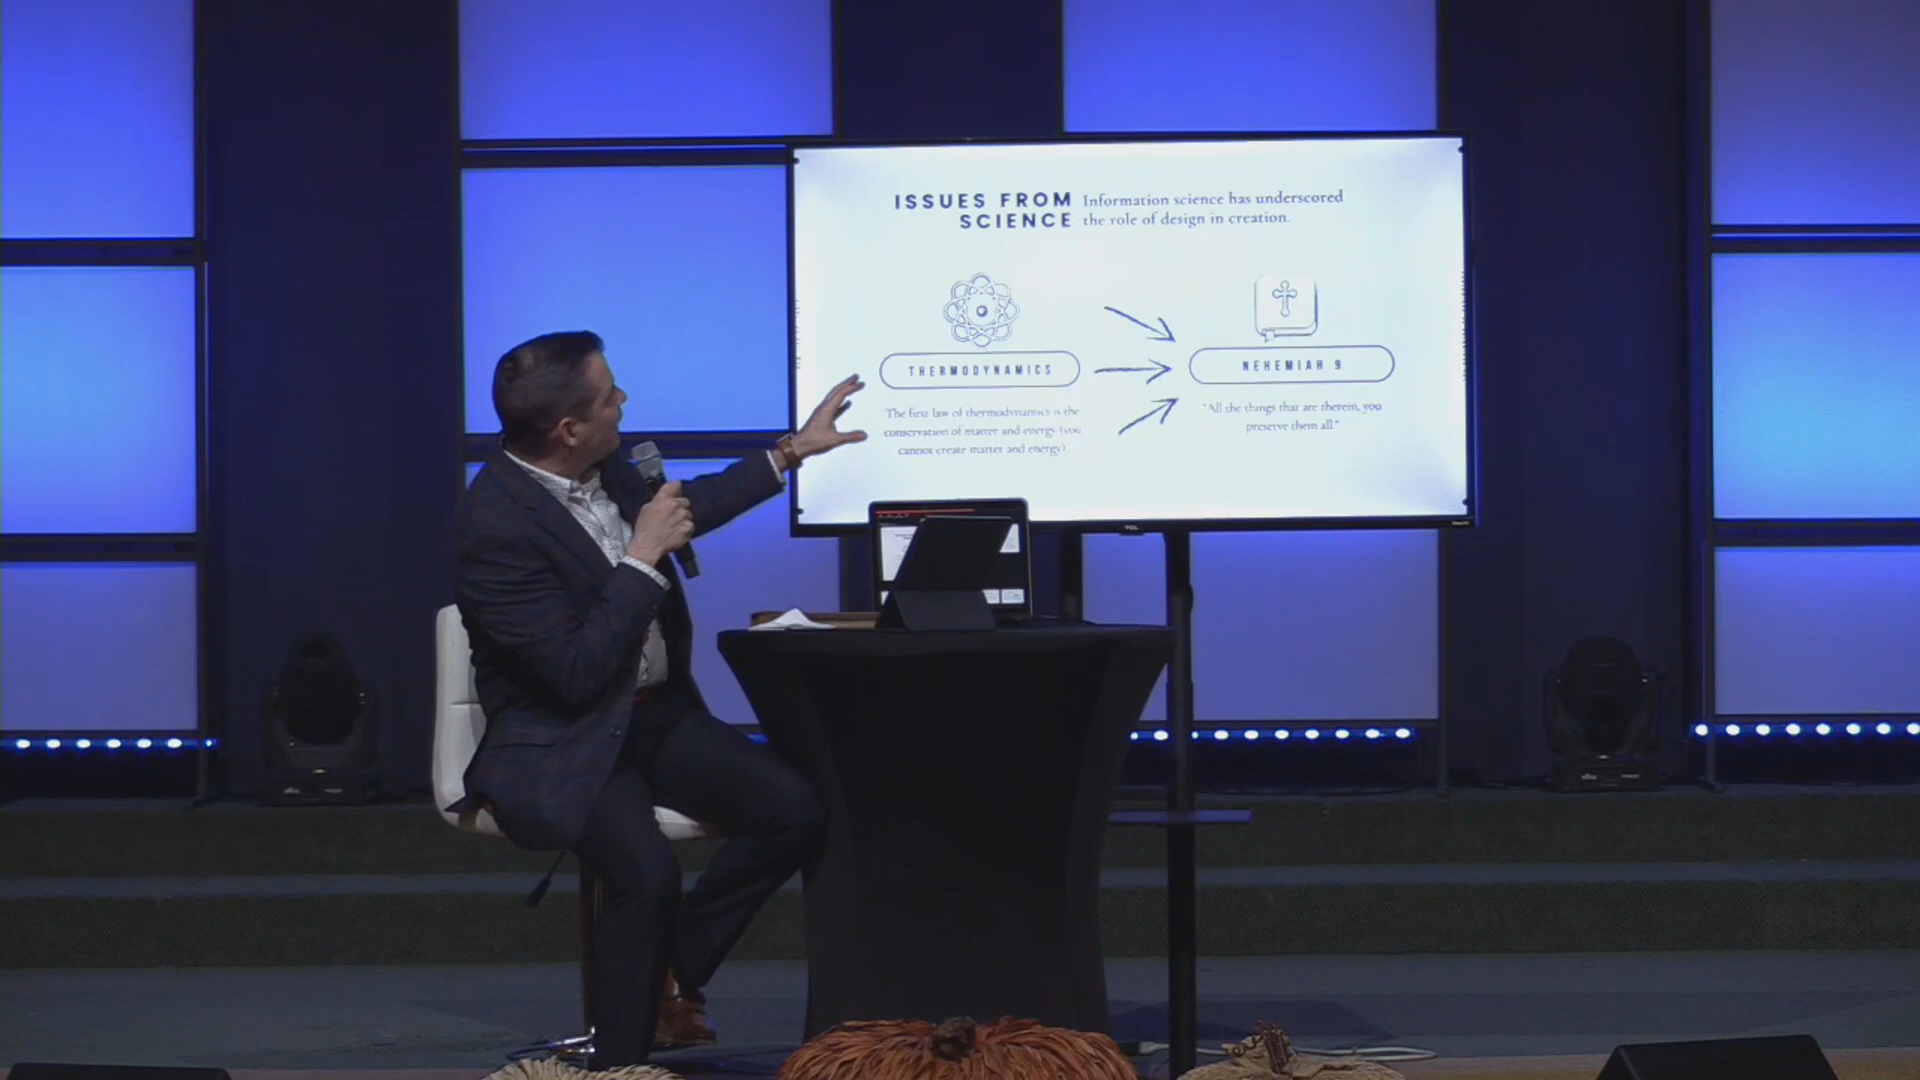 ISSUES FROM
SCIENCE
Information science has underscored
the role of design in creation.
THERMODYNAMICS
The first law of thermodynamics is the
conservation of matter and energy (you
cannot create matter and energy)
NEHEMIAH 9
"All the things that are therein, you
preserve them all."
TCL